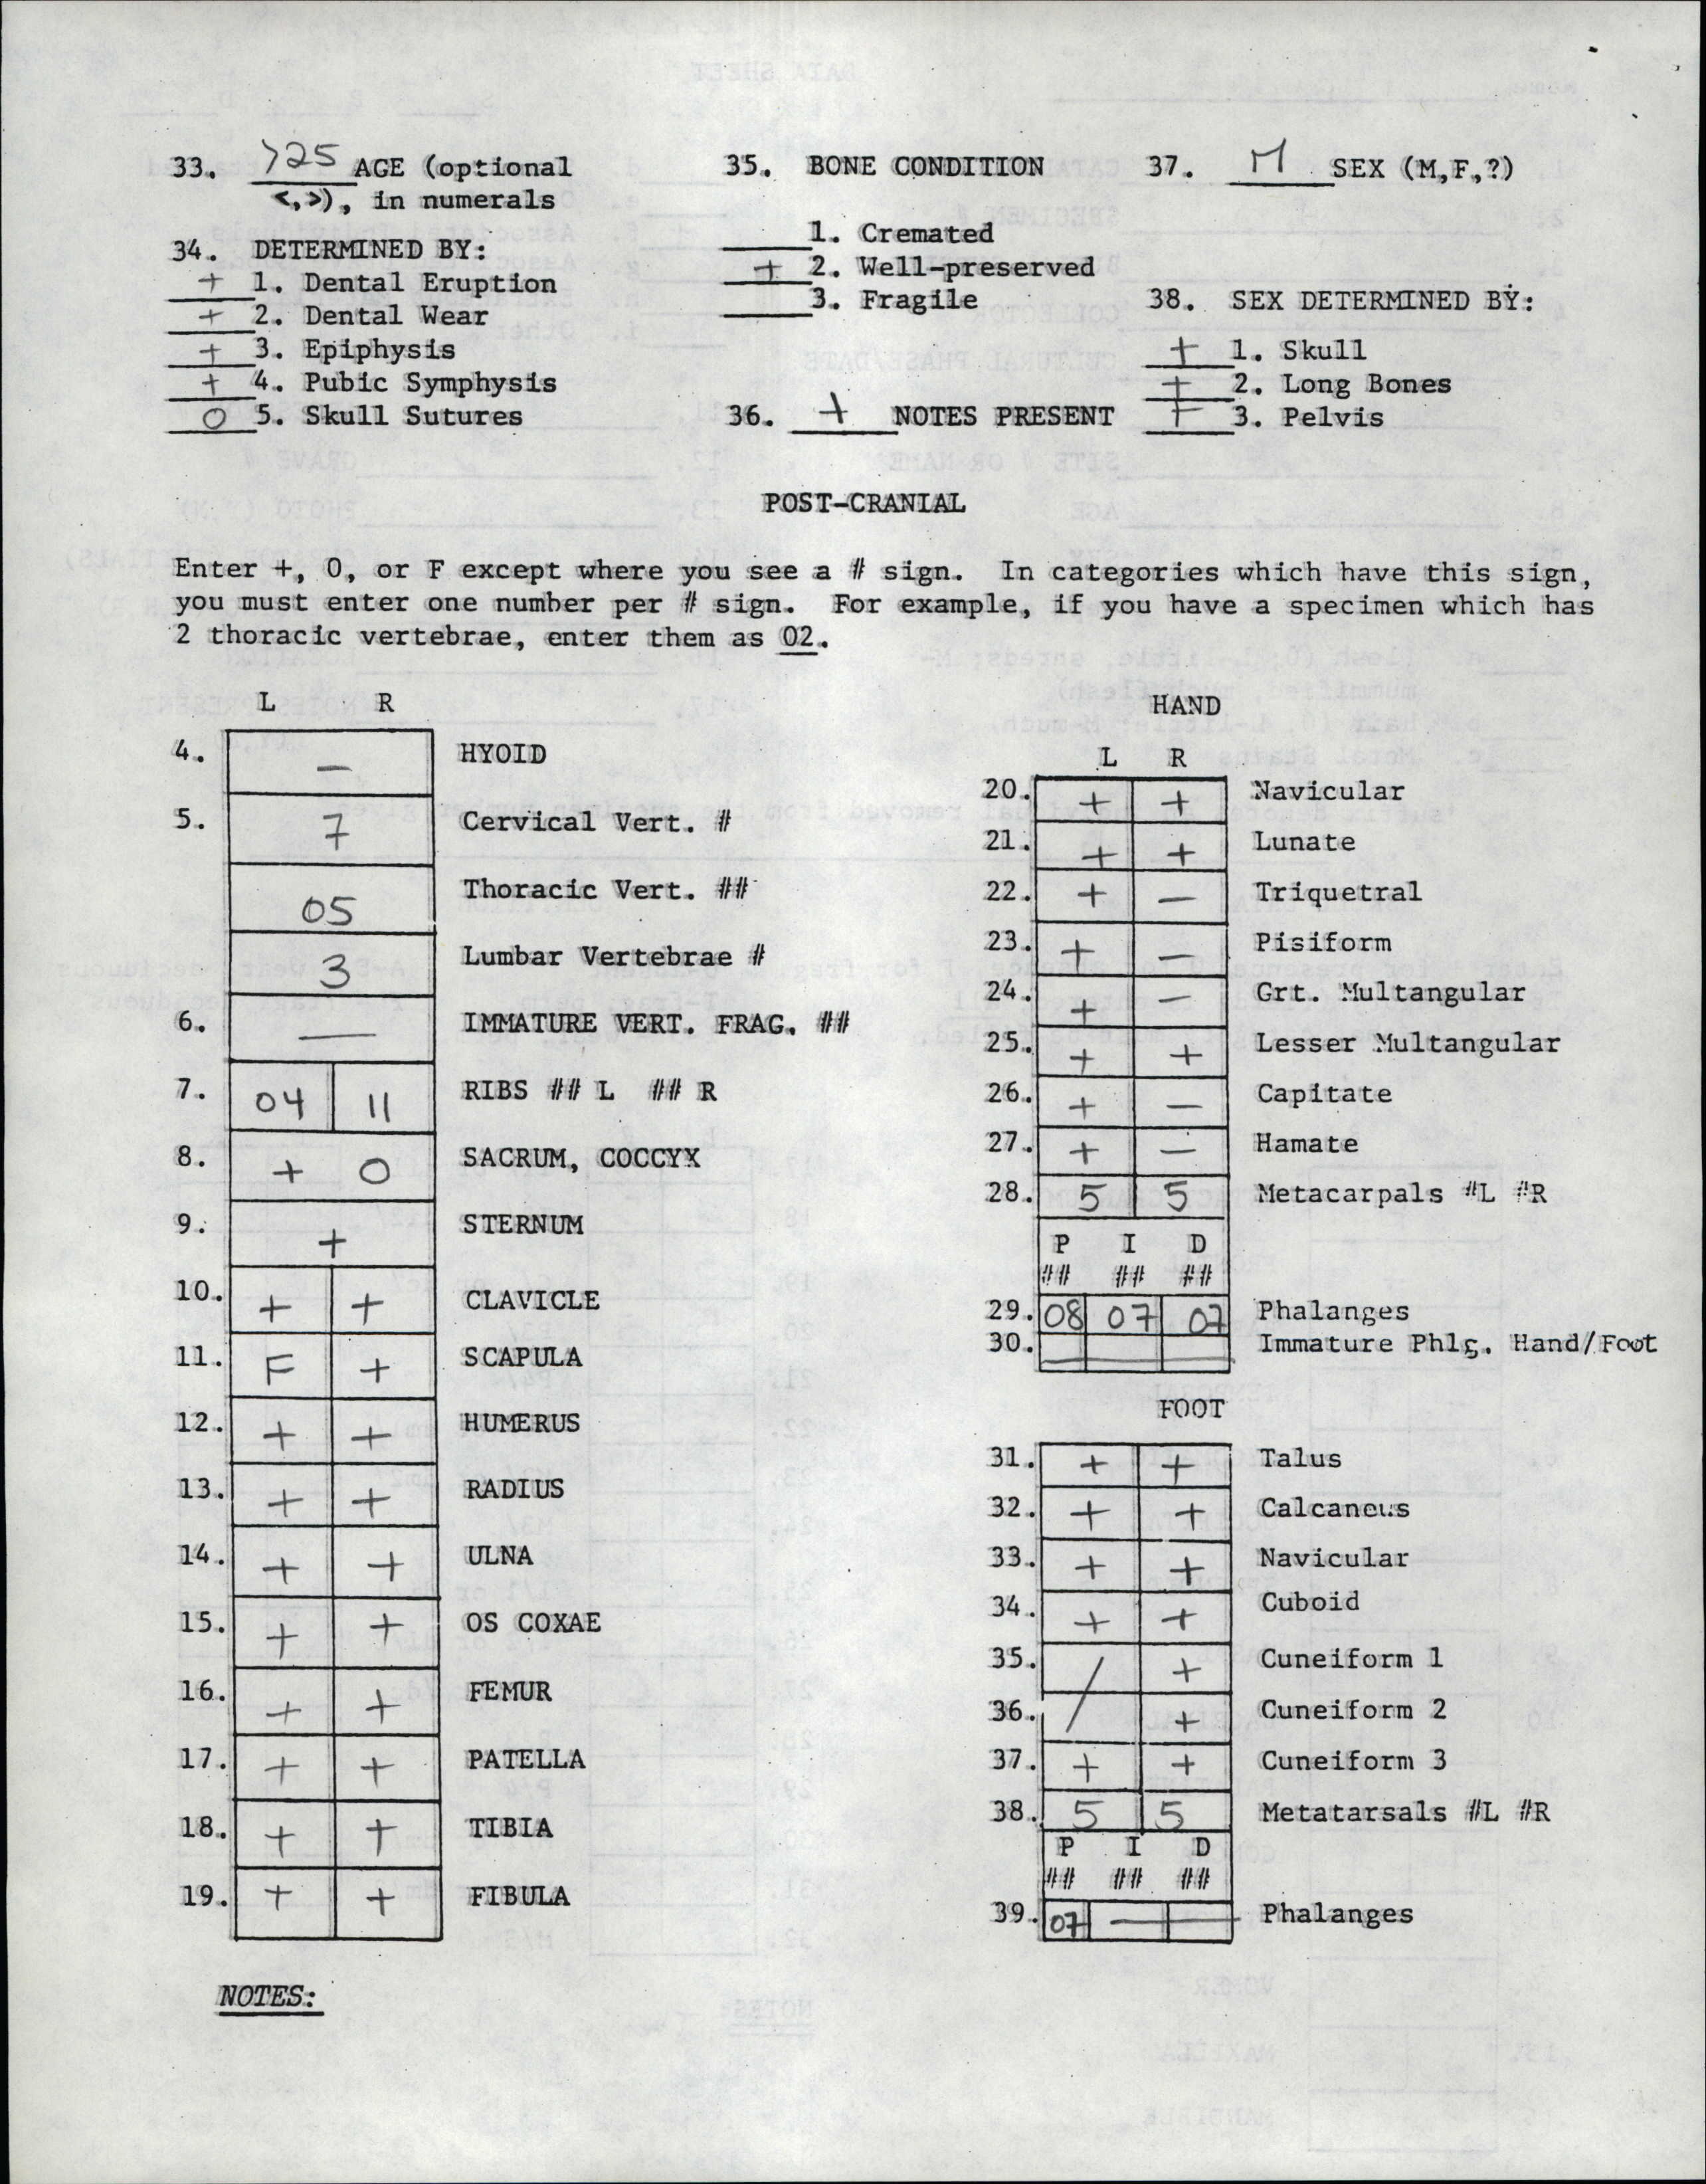 33. >25 AGE (optional
<,>), in numerals
34. DETERMINED BY:
+ 1. Dental Eruption
+ 2. Dental Wear
+ 3. Epiphysis
+ 4. Pubic Symphysis
0 5. Skull Sutures
35. BONE CONDITION
1. Cremated
+ 2. Well-preserved
3. Fragile
36. + NOTES PRESENT
37. M SEX (M,F,?)
38. SEX DETERMINED BY:
+ 1. Skull
+ 2. Long Bones
+ 3. Pelvis
POST-CRANIAL
Enter +, 0, or F except where you see a # sign. In categories which have this sign,
you must enter one number per # sign. For example, if you have a specimen which has
2 thoracic vertebrae, enter them as 02.
L R
4. — HYOID
5. 7 Cervical Vert. #
05 Thoracic Vert. ##
3 Lumbar Vertebrae #
6. — IMMATURE VERT. FRAG. ##
7. 04 11 RIBS ## L ## R
8. + 0 SACRUM, COCCYX
9. + STERNUM
10. + + CLAVICLE
11. F + SCAPULA
12. + + HUMERUS
13. + + RADIUS
14. + + ULNA
15. + + OS COXAE
16. + + FEMUR
17. + + PATELLA
18. + + TIBIA
19. + + FIBULA
NOTES:
HAND
L R
20. + + Navicular
21. + + Lunate
22. + — Triquetral
23. + — Pisiform
24. + — Grt. Multangular
25. + + Lesser Multangular
26. + — Capitate
27. + — Hamate
28. 5 5 Metacarpals #L #R
P I D
## ## ##
29. 08 07 07 Phalanges
30. — Immature Phlg. Hand/Foot
FOOT
31. + + Talus
32. + + Calcaneus
33. + + Navicular
34. + + Cuboid
35. / + Cuneiform 1
36. + Cuneiform 2
37. + + Cuneiform 3
38. 5 5 Metatarsals #L #R
P I D
## ## ##
39. 07 — — Phalanges